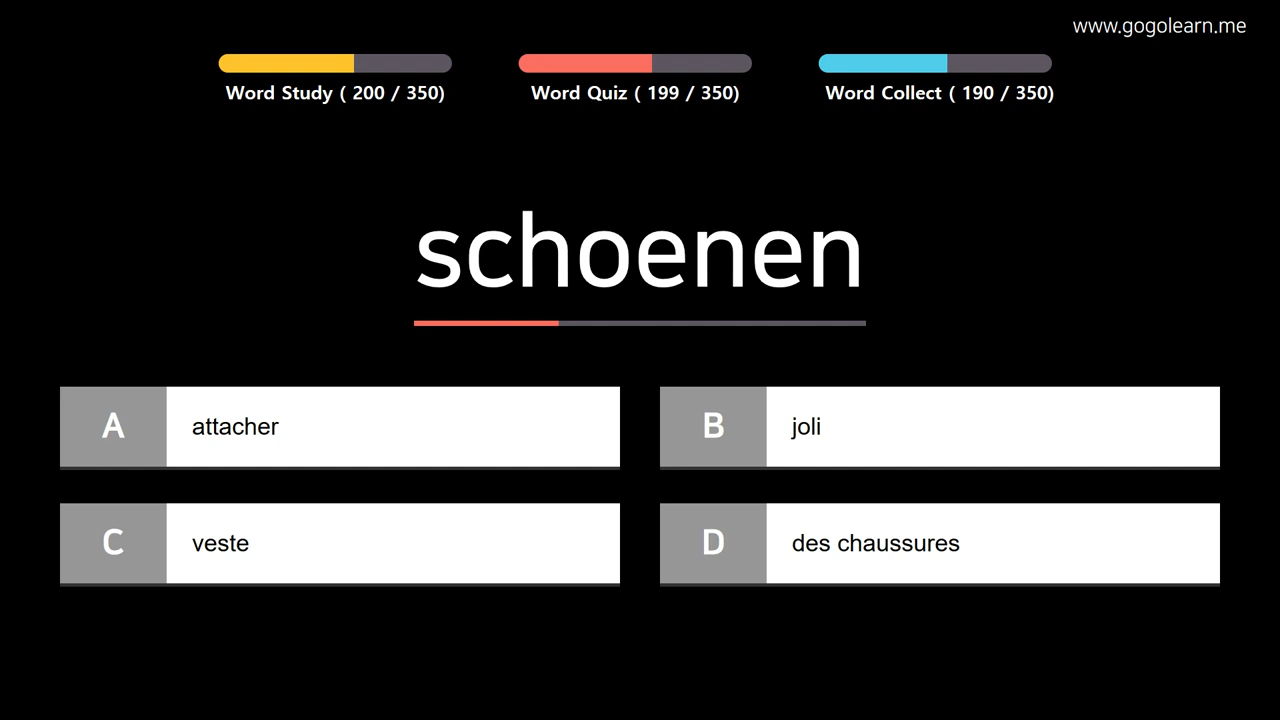 www.gogolearn.me
Word Study ( 200 / 350)
Word Quiz ( 199 / 350)
Word Collect ( 190 / 350)
schoenen
A attacher
B joli
C veste
D des chaussures